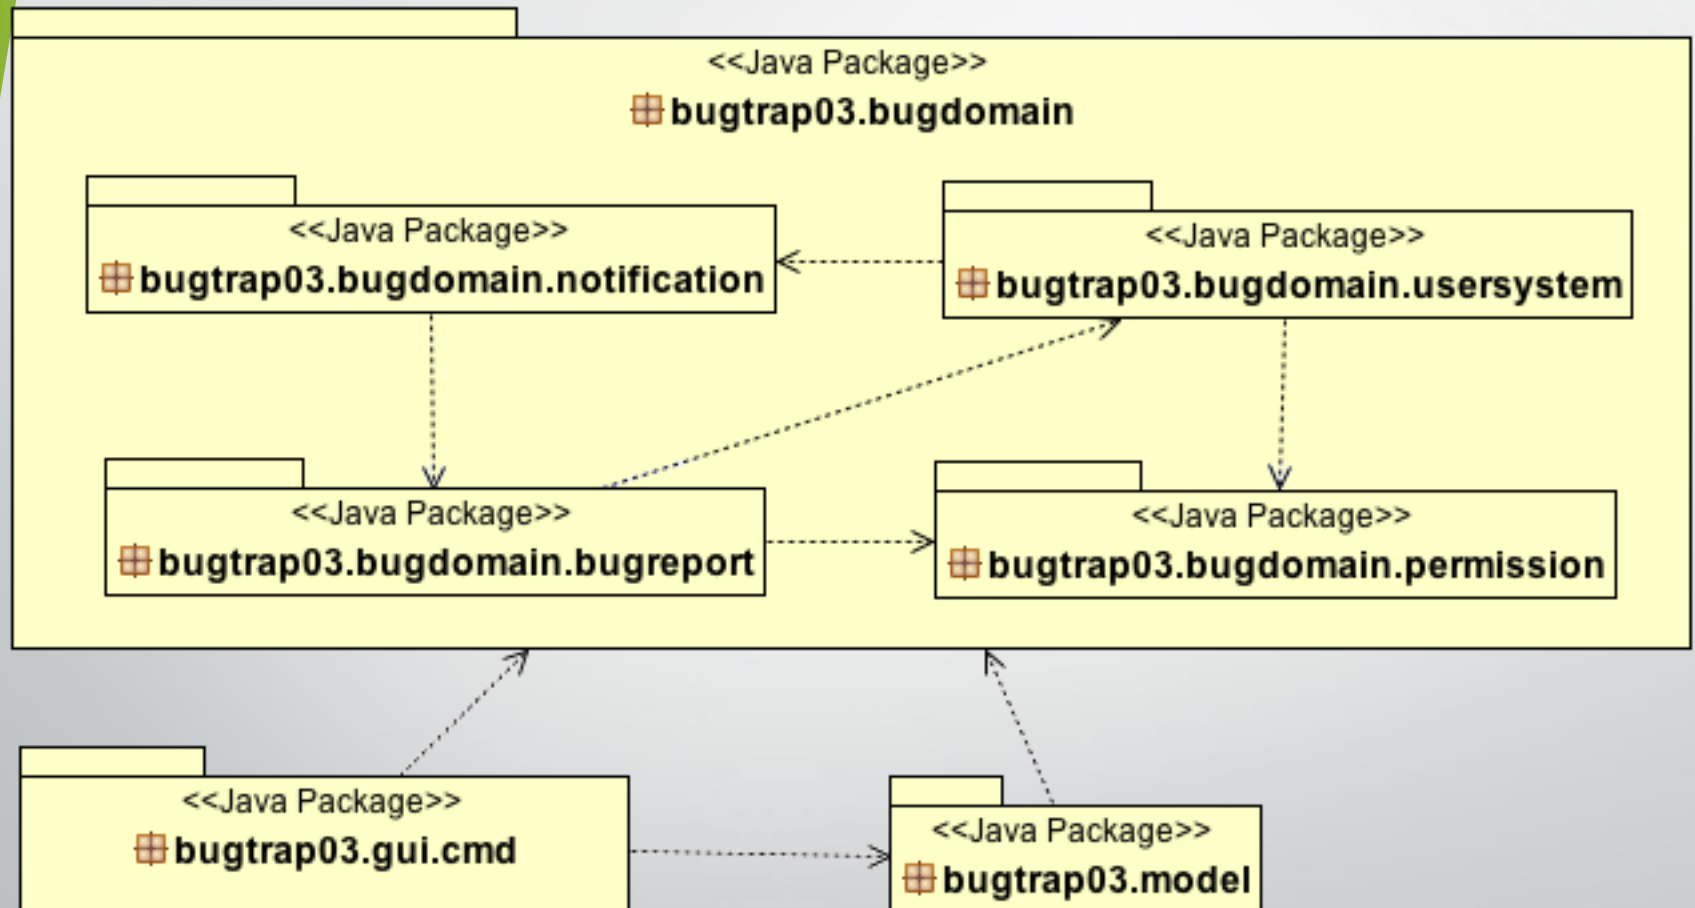 <<Java Package>>
bugtrap03.bugdomain
<<Java Package>>
bugtrap03.bugdomain.notification
<<Java Package>>
bugtrap03.bugdomain.usersystem
<<Java Package>>
bugtrap03.bugdomain.bugreport
<<Java Package>>
bugtrap03.bugdomain.permission
<<Java Package>>
bugtrap03.gui.cmd
<<Java Package>>
bugtrap03.model